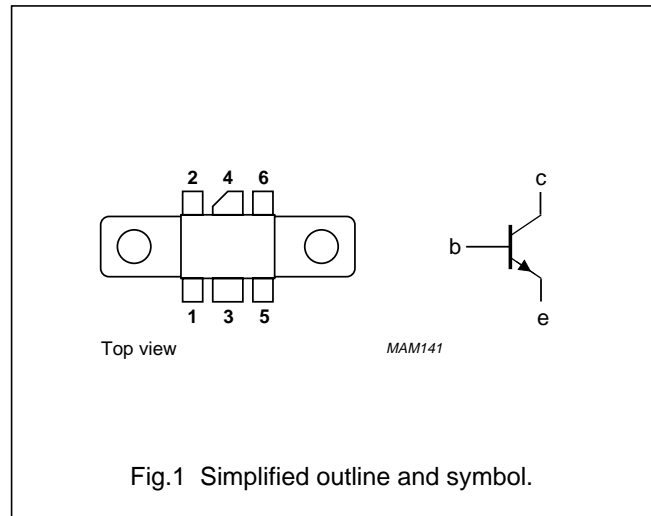 2 4 6
c
b
1 3 5
e
Top view MAM141
Fig.1 Simplified outline and symbol.